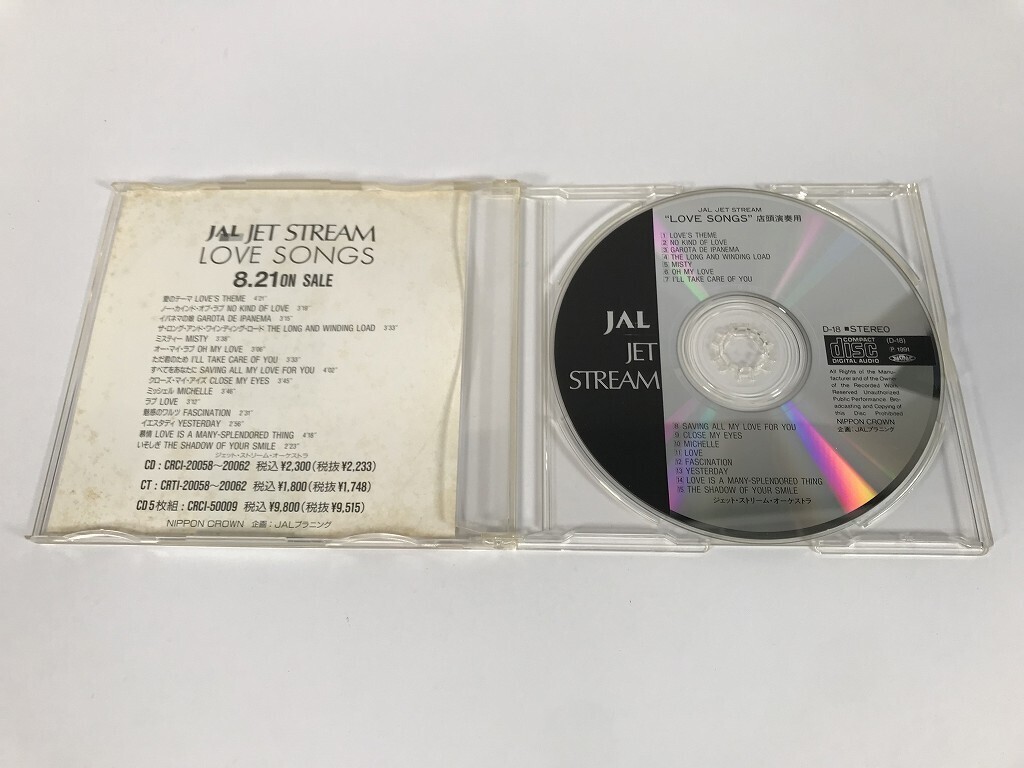 JAL JET STREAM
LOVE SONGS
8.21 ON SALE
愛のテーマ LOVE'S THEME 4'21"
ノー・カインド・オブ・ラブ NO KIND OF LOVE 3'18"
イパネマの娘 GAROTA DE IPANEMA 3'15"
ザ・ロング・アンド・ワインディング・ロード THE LONG AND WINDING LOAD 3'33"
ミスティー MISTY 3'38"
オー・マイ・ラブ OH MY LOVE 3'06"
ただ君のため I'LL TAKE CARE OF YOU 3'33"
すべてをあなたに SAVING ALL MY LOVE FOR YOU 4'02"
クローズ・マイ・アイズ CLOSE MY EYES 3'45"
ミッシェル MICHELLE 3'46"
ラブ LOVE 3'12"
魅惑のワルツ FASCINATION 2'31"
イエスタデイ YESTERDAY 2'56"
慕情 LOVE IS A MANY-SPLENDORED THING 4'18"
いそしぎ THE SHADOW OF YOUR SMILE 2'23"
ジェット・ストリーム・オーケストラ
CD : CRCI-20058〜20062 税込¥2,300(税抜¥2,233)
CT : CRTI-20058〜20062 税込¥1,800(税抜¥1,748)
CD5枚組 : CRCI-50009 税込¥9,800(税抜¥9,515)
NIPPON CROWN 企画 : JALプラニング
JAL JET STREAM
"LOVE SONGS" 店頭演奏用
1 LOVE'S THEME
2 NO KIND OF LOVE
3 GAROTA DE IPANEMA
4 THE LONG AND WINDING LOAD
5 MISTY
6 OH MY LOVE
7 I'LL TAKE CARE OF YOU
JAL
JET
STREAM
D-18 ■STEREO
COMPACT
disc
DIGITAL AUDIO
(D-18)
P 1991
All Rights of the Manu-
facturer and of the Owner
of the Recorded Work
Reserved Unauthorized
Public Performance Bro-
adcasting and Copying of
this Disc Prohibited
NIPPON CROWN
企画 : JALプラニング
8 SAVING ALL MY LOVE FOR YOU
9 CLOSE MY EYES
10 MICHELLE
11 LOVE
12 FASCINATION
13 YESTERDAY
14 LOVE IS A MANY-SPLENDORED THING
15 THE SHADOW OF YOUR SMILE
ジェット・ストリーム・オーケストラ